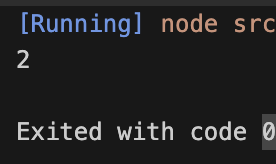 [Running] node src
2
Exited with code 0